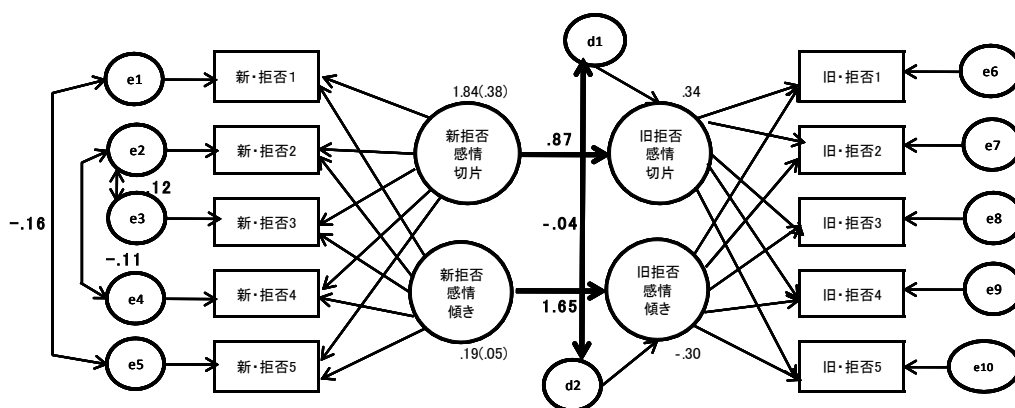 d1
e1
新・拒否1
1.84(.38)
.34
旧・拒否1
e6
e2
新・拒否2
新拒否
感情
切片
.87
旧拒否
感情
切片
旧・拒否2
e7
.12
e3
新・拒否3
-.16
-.04
旧・拒否3
e8
-.11
e4
新・拒否4
新拒否
感情
傾き
1.65
旧拒否
感情
傾き
旧・拒否4
e9
e5
新・拒否5
.19(.05)
-.30
d2
旧・拒否5
e10